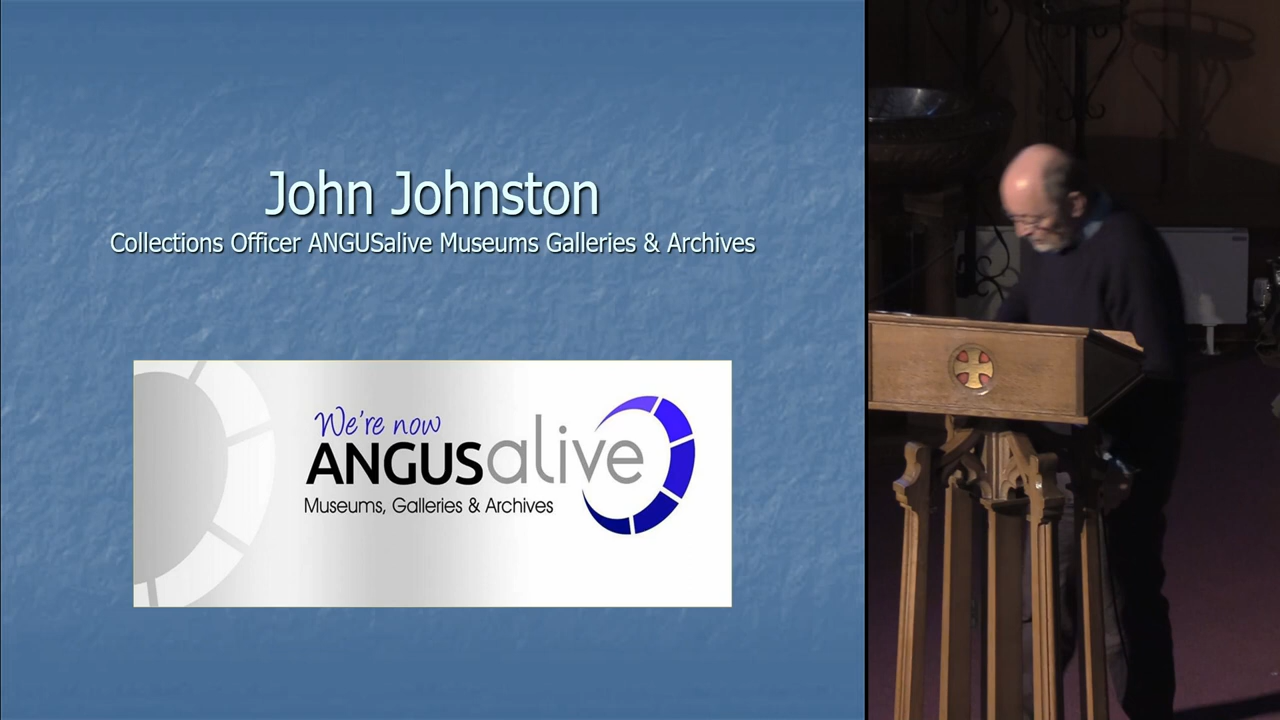 John Johnston
Collections Officer ANGUSalive Museums Galleries & Archives
We're now
ANGUSalive
Museums, Galleries & Archives